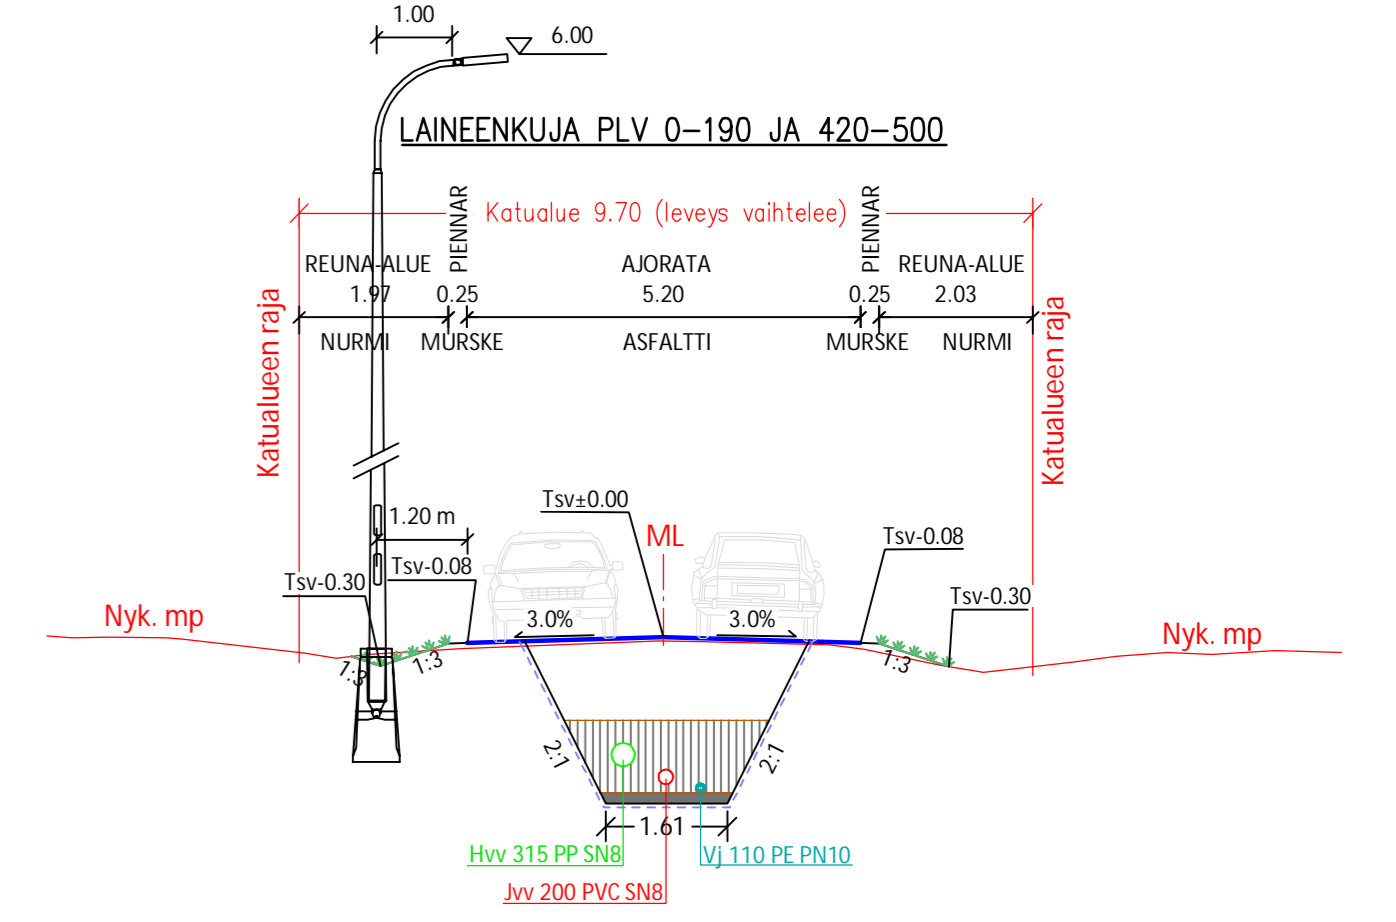 1.00
6.00
LAINEENKUJA PLV 0-190 JA 420-500
Katualue 9.70 (leveys vaihtelee)
PIENNAR
PIENNAR
REUNA-ALUE
AJORATA
REUNA-ALUE
1.97
0.25
5.20
0.25
2.03
NURMI
MURSKE
ASFALTTI
MURSKE
NURMI
Katualueen raja
Katualueen raja
Tsv±0.00
1.20 m
ML
Tsv-0.08
Tsv-0.08
Tsv-0.30
Tsv-0.30
Nyk. mp
3.0%
3.0%
Nyk. mp
1:3
1:3
1:3
2:1
2:1
1.61
Hvv 315 PP SN8
Vj 110 PE PN10
Jvv 200 PVC SN8